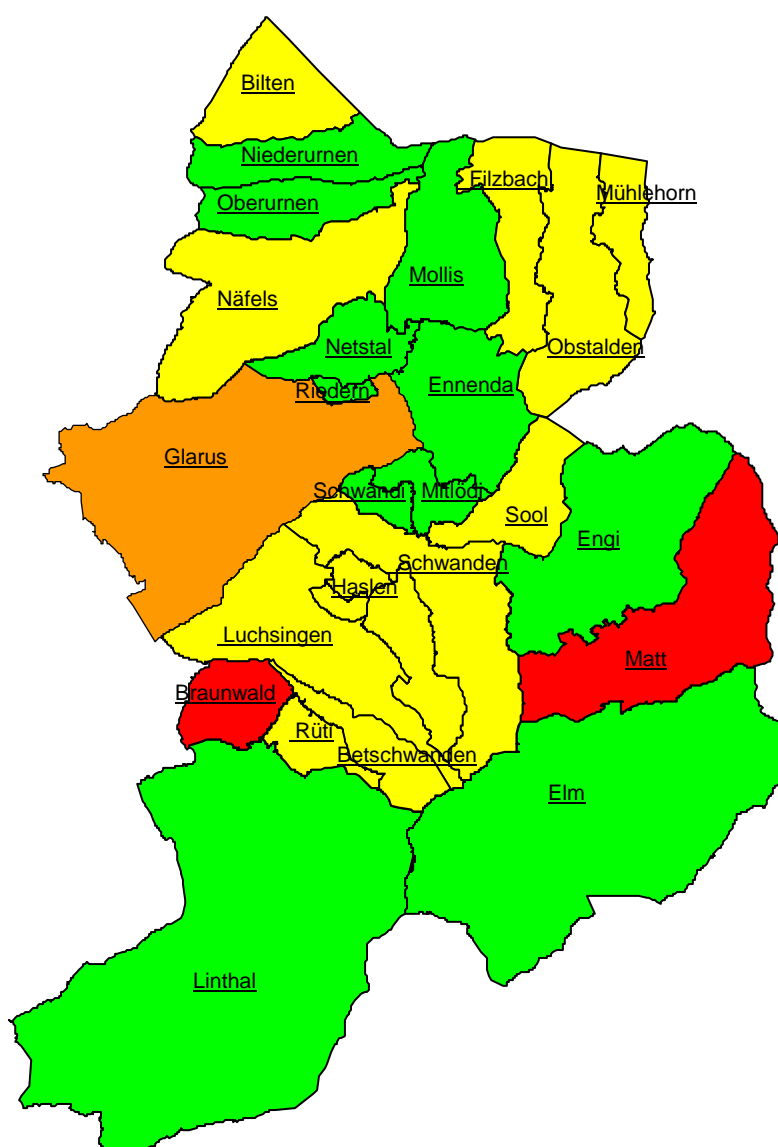 Bilten
Niederurnen
Filzbach
Mühlehorn
Oberurnen
Mollis
Näfels
Netstal
Obstalden
Riedern
Ennenda
Glarus
Schwändi
Mitlödi
Sool
Engi
Schwanden
Haslen
Luchsingen
Matt
Braunwald
Rüti
Betschwanden
Elm
Linthal